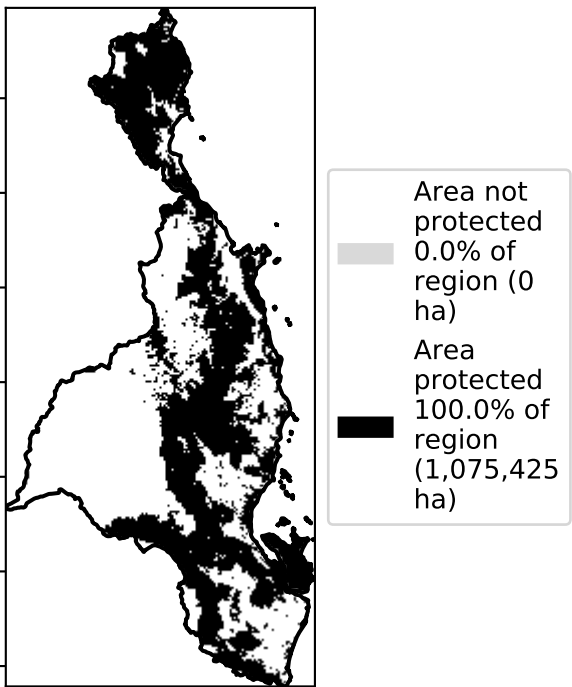 Area not
protected
0.0% of
region (0
ha)
Area
protected
100.0% of
region
(1,075,425
ha)